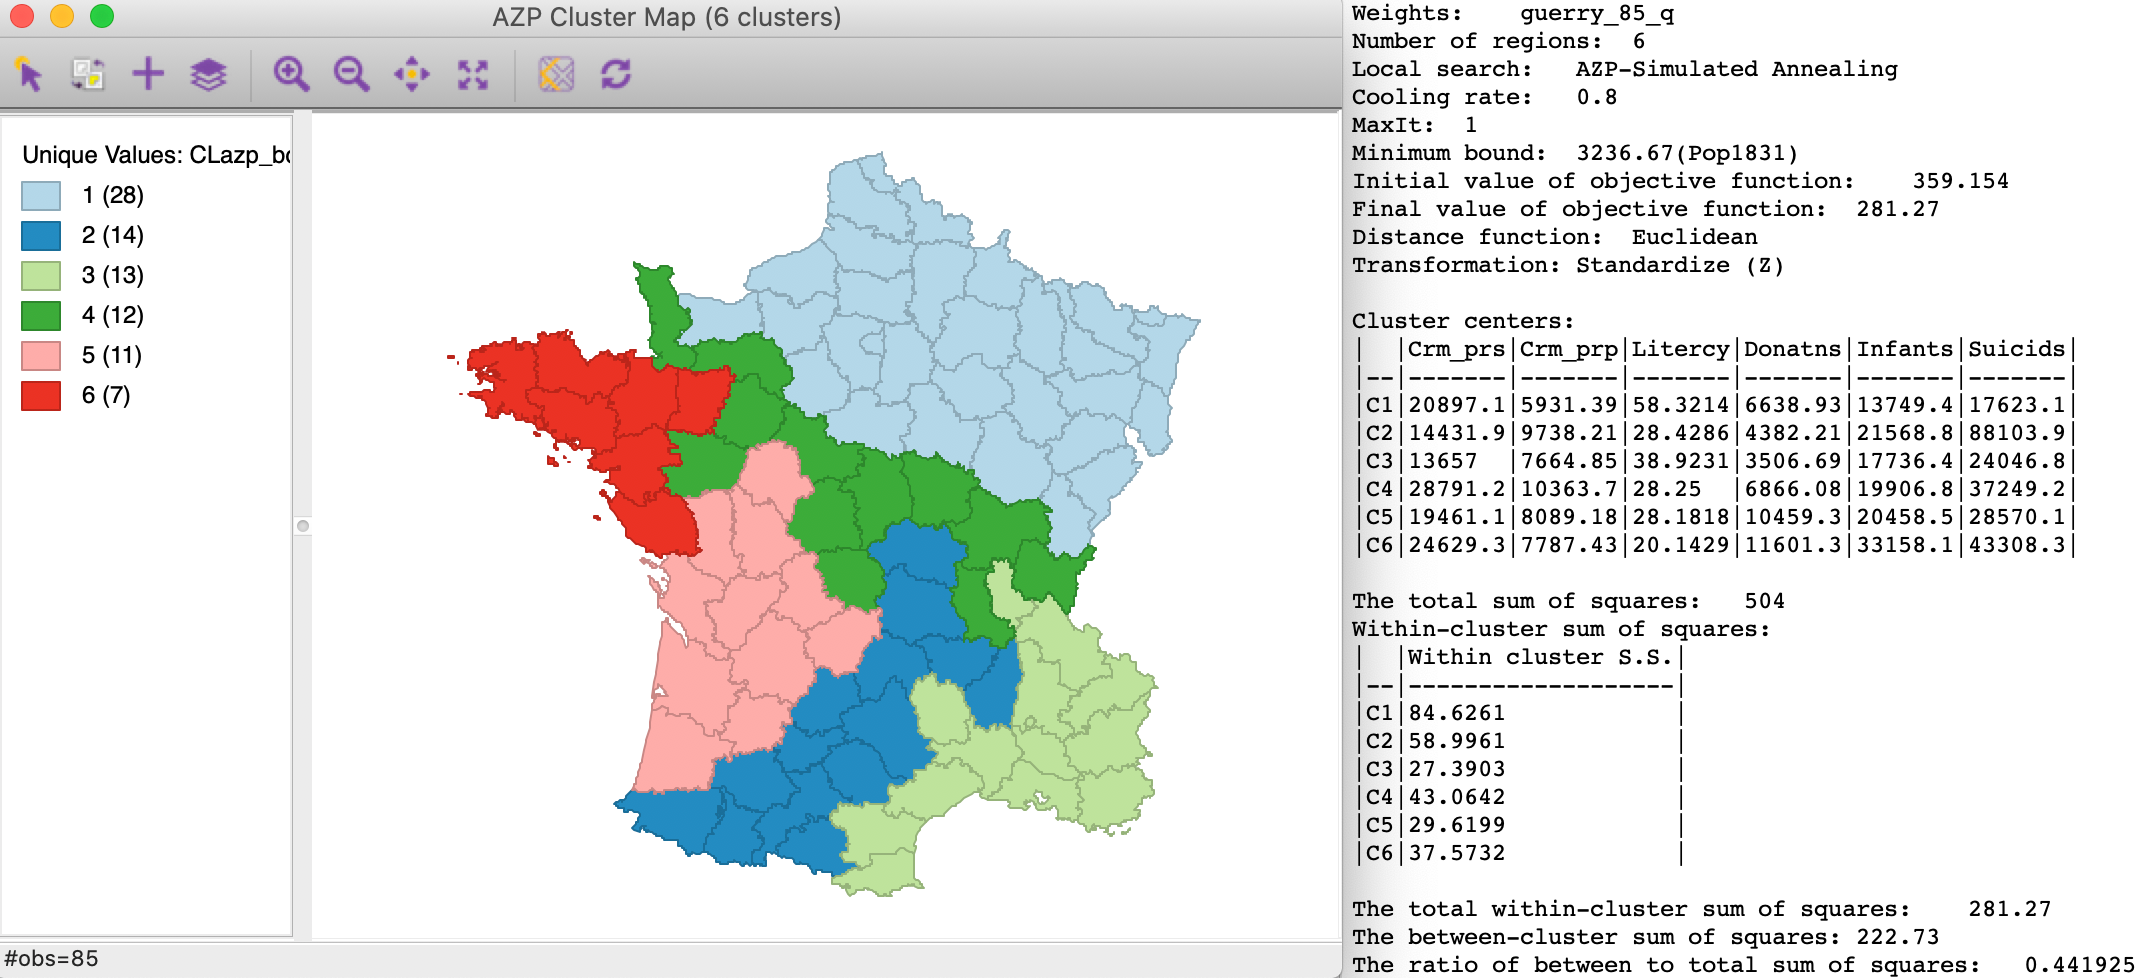 AZP Cluster Map (6 clusters)
Unique Values: CLazp_bo
1 (28)
2 (14)
3 (13)
4 (12)
5 (11)
6 (7)
#obs=85
Weights: guerry_85_q
Number of regions: 6
Local search: AZP-Simulated Annealing
Cooling rate: 0.8
MaxIt: 1
Minimum bound: 3236.67(Pop1831)
Initial value of objective function: 359.154
Final value of objective function: 281.27
Distance function: Euclidean
Transformation: Standardize (Z)
Cluster centers:
|  |Crm_prs|Crm_prp|Litercy|Donatns|Infants|Suicids|
|--|-------|-------|-------|-------|-------|-------|
|C1|20897.1|5931.39|58.3214|6638.93|13749.4|17623.1|
|C2|14431.9|9738.21|28.4286|4382.21|21568.8|88103.9|
|C3|13657  |7664.85|38.9231|3506.69|17736.4|24046.8|
|C4|28791.2|10363.7|28.25  |6866.08|19906.8|37249.2|
|C5|19461.1|8089.18|28.1818|10459.3|20458.5|28570.1|
|C6|24629.3|7787.43|20.1429|11601.3|33158.1|43308.3|
The total sum of squares: 504
Within-cluster sum of squares:
|  |Within cluster S.S.|
|--|-------------------|
|C1|84.6261            |
|C2|58.9961            |
|C3|27.3903            |
|C4|43.0642            |
|C5|29.6199            |
|C6|37.5732            |
The total within-cluster sum of squares: 281.27
The between-cluster sum of squares: 222.73
The ratio of between to total sum of squares: 0.441925